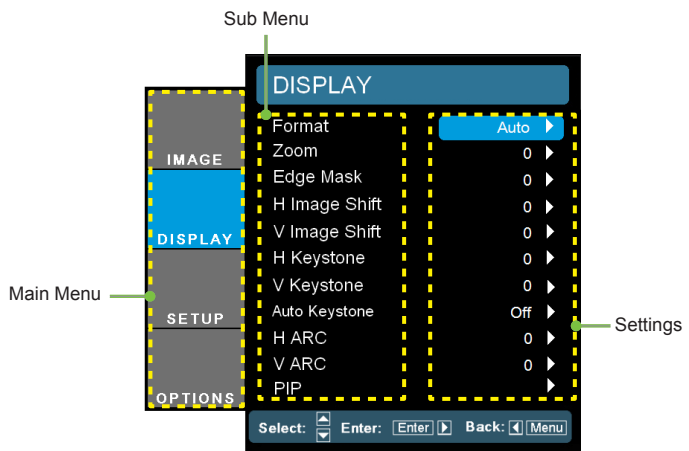 Sub Menu
DISPLAY
Format Auto
Zoom 0
IMAGE
Edge Mask 0
H Image Shift 0
V Image Shift 0
DISPLAY
H Keystone 0
V Keystone 0
Main Menu
Auto Keystone Off
SETUP
Settings
H ARC 0
V ARC 0
PIP
OPTIONS
Select: Enter: Enter Back: Menu